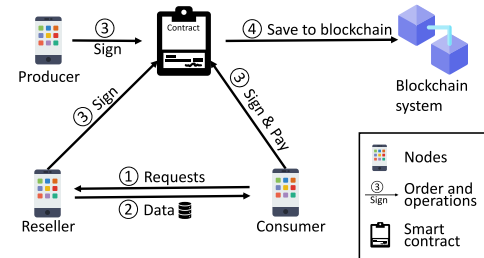 ③
Sign
Contract
④ Save to blockchain
Producer
Blockchain
system
③ Sign
③ Sign & Pay
① Requests
② Data
Reseller
Consumer
Nodes
③
Sign
Order and
operations
Smart
contract